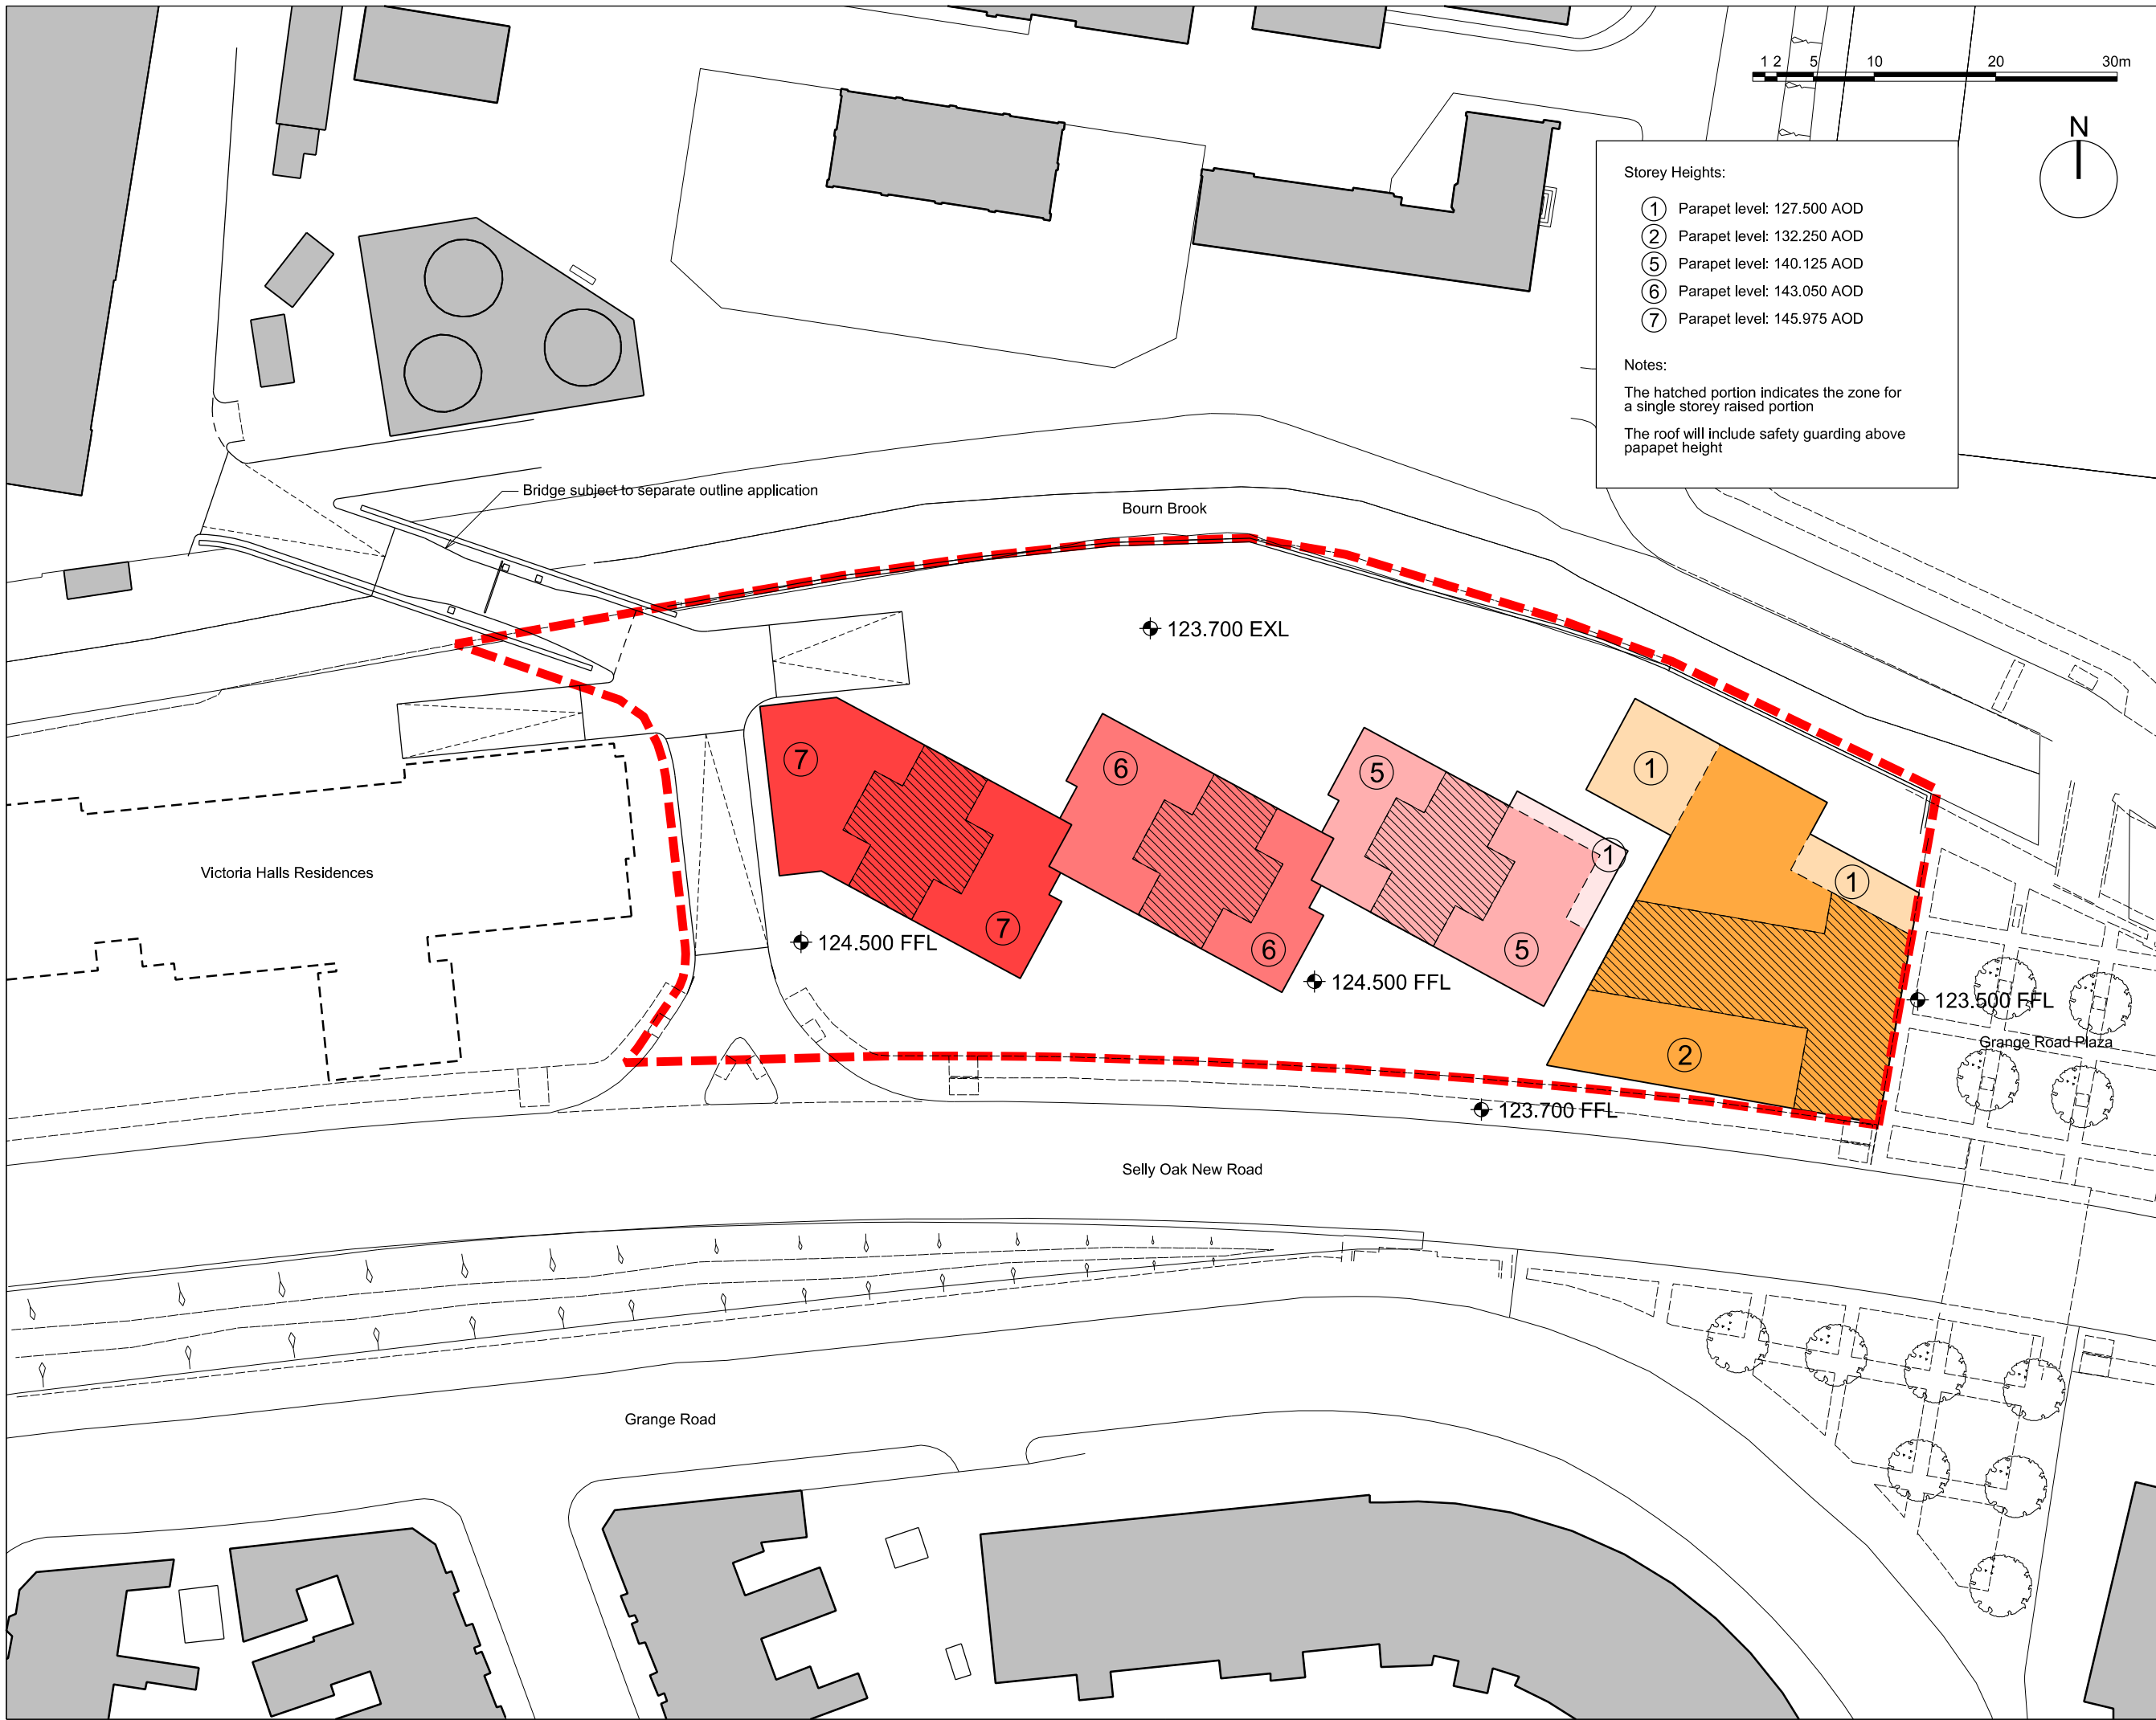 1 2 5 10 20 30m
N
Storey Heights:
1 Parapet level: 127.500 AOD
2 Parapet level: 132.250 AOD
5 Parapet level: 140.125 AOD
6 Parapet level: 143.050 AOD
7 Parapet level: 145.975 AOD
Notes:
The hatched portion indicates the zone for
a single storey raised portion
The roof will include safety guarding above
papapet height
Bridge subject to separate outline application
Bourn Brook
123.700 EXL
7
6
5
1
1
1
Victoria Halls Residences
7
6
5
124.500 FFL
124.500 FFL
123.500 FFL
Grange Road Plaza
2
123.700 FFL
Selly Oak New Road
Grange Road